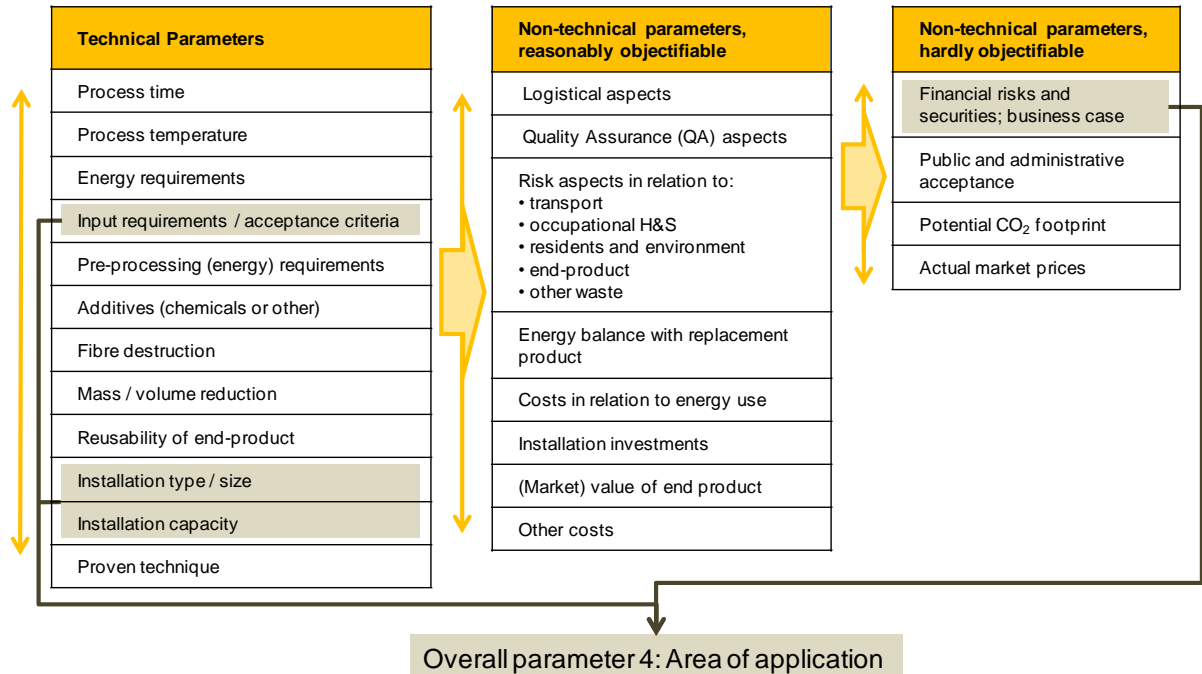 Technical Parameters
Process time
Process temperature
Energy requirements
Input requirements / acceptance criteria
Pre-processing (energy) requirements
Additives (chemicals or other)
Fibre destruction
Mass / volume reduction
Reusability of end-product
Installation type / size
Installation capacity
Proven technique
Non-technical parameters,
reasonably objectifiable
Logistical aspects
Quality Assurance (QA) aspects
Risk aspects in relation to:
• transport
• occupational H&S
• residents and environment
• end-product
• other waste
Energy balance with replacement
product
Costs in relation to energy use
Installation investments
(Market) value of end product
Other costs
Non-technical parameters,
hardly objectifiable
Financial risks and
securities; business case
Public and administrative
acceptance
Potential CO₂ footprint
Actual market prices
Overall parameter 4: Area of application